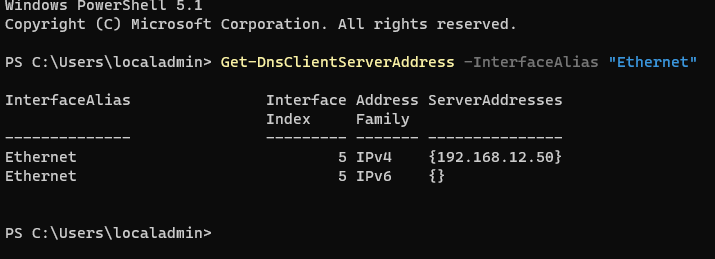 Windows PowerShell 5.1
Copyright (C) Microsoft Corporation. All rights reserved.
PS C:\Users\localadmin> Get-DnsClientServerAddress -InterfaceAlias "Ethernet"
InterfaceAlias               Interface Address ServerAddresses
                             Index     Family
--------------               --------- ------- ---------------
Ethernet                             5 IPv4    {192.168.12.50}
Ethernet                             5 IPv6    {}
PS C:\Users\localadmin>